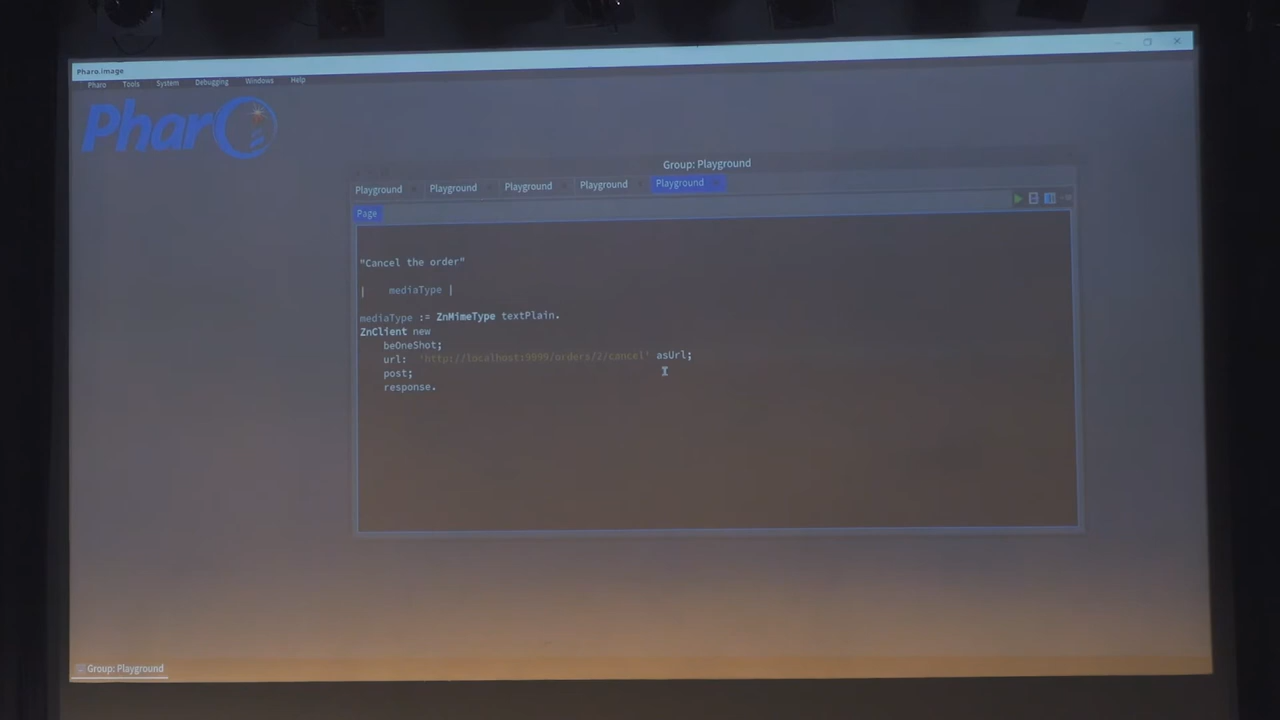 Pharo.image
Pharo Tools System Debugging Windows Help
Pharo
Group: Playground
Playground Playground Playground Playground Playground
Page
"Cancel the order"
| mediaType |
mediaType := ZnMimeType textPlain.
ZnClient new
beOneShot;
url: 'http://localhost:9999/orders/2/cancel' asUrl;
post;
response.
Group: Playground